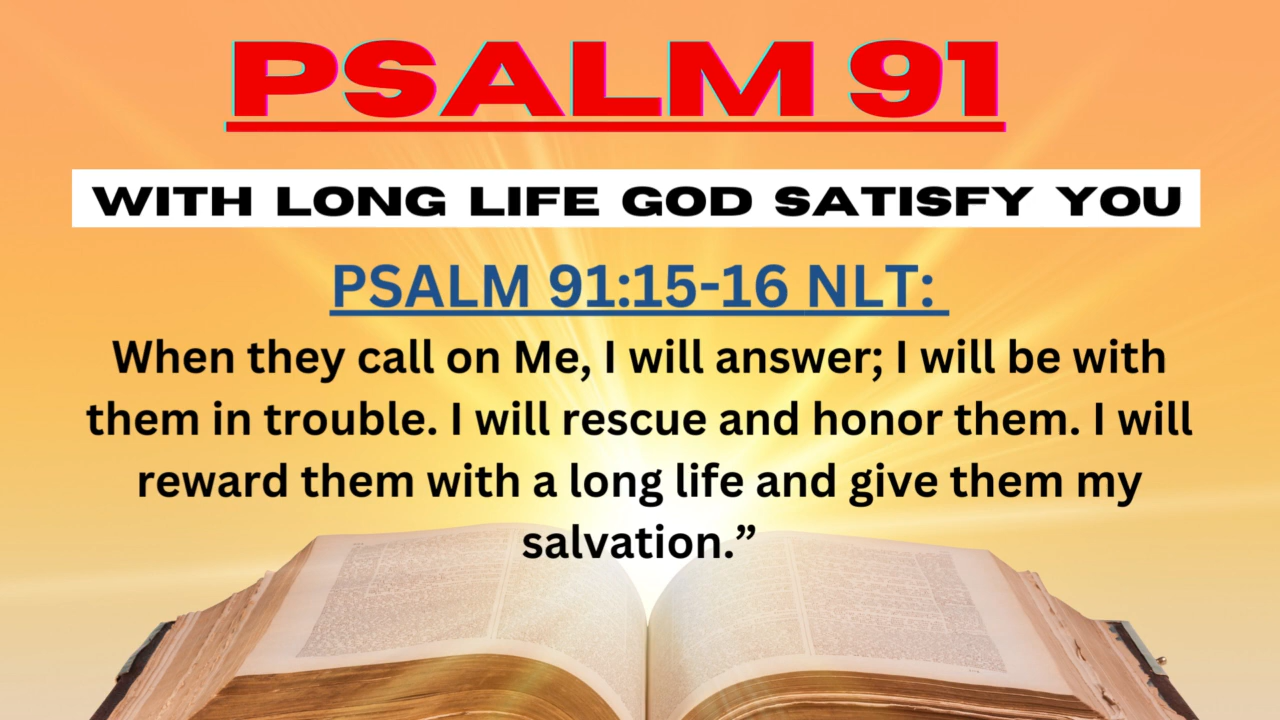 PSALM 91
WITH LONG LIFE GOD SATISFY YOU
PSALM 91:15-16 NLT:
When they call on Me, I will answer; I will be with
them in trouble. I will rescue and honor them. I will
reward them with a long life and give them my
salvation.”